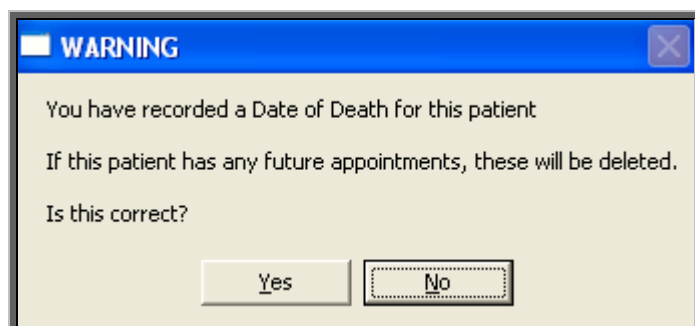 WARNING
You have recorded a Date of Death for this patient
If this patient has any future appointments, these will be deleted.
Is this correct?
Yes No